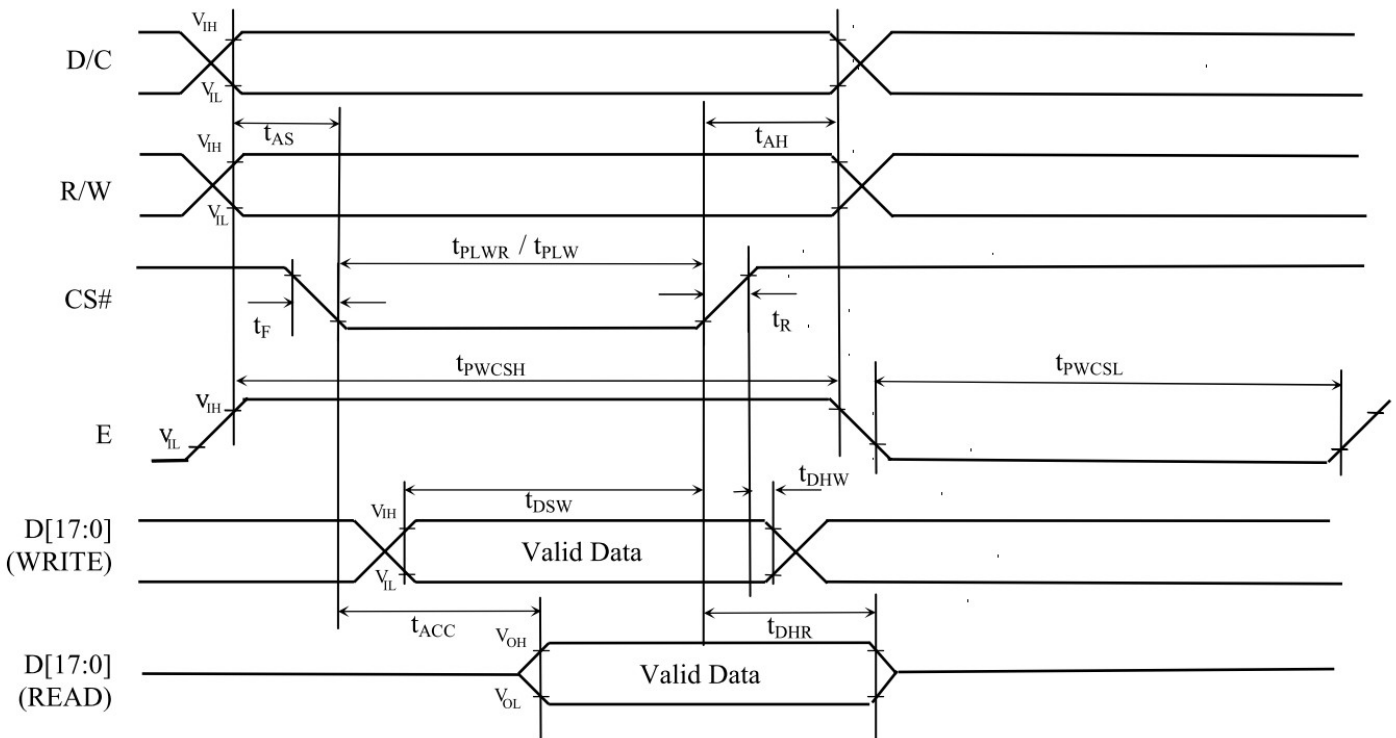 V_IH
D/C
V_IL
t_AS
t_AH
V_IH
R/W
V_IL
t_PLWR / t_PLW
CS#
t_F
t_R
t_PWCSH
t_PWCSL
V_IH
E
V_IL
t_DHW
t_DSW
V_IH
D[17:0]
(WRITE)
Valid Data
V_IL
t_ACC
t_DHR
V_OH
D[17:0]
(READ)
Valid Data
V_OL